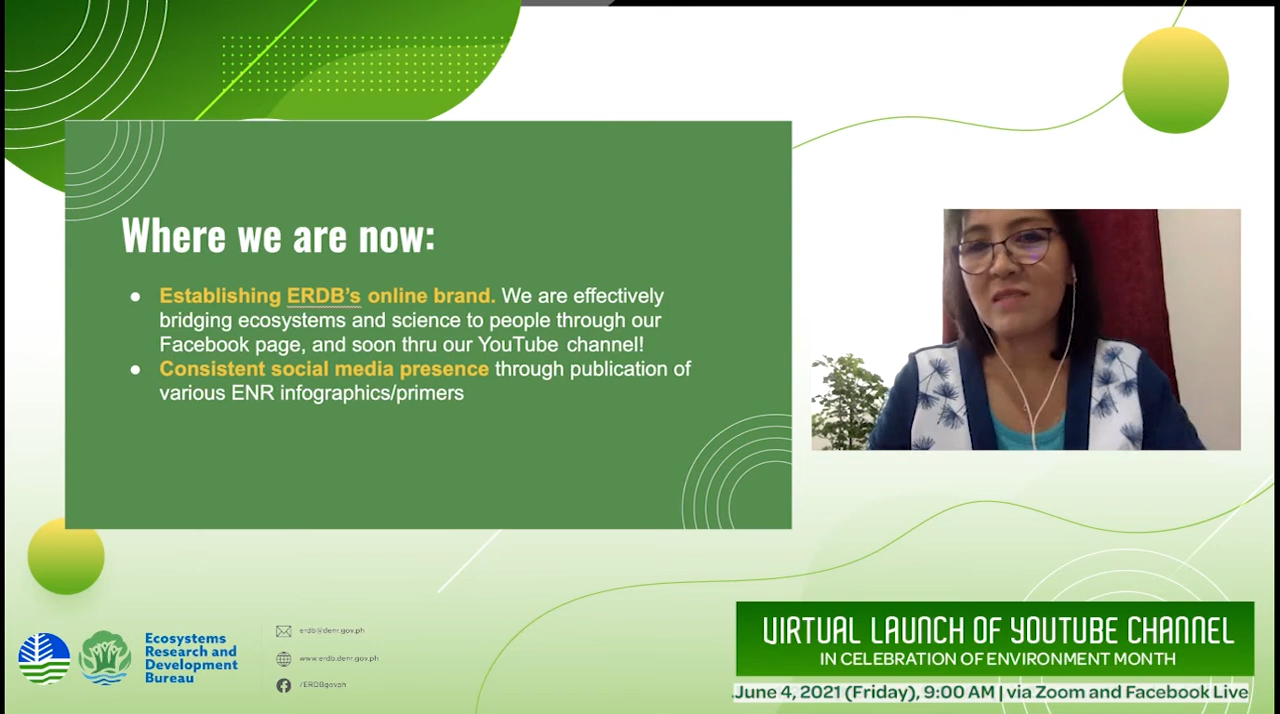 Where we are now:
● Establishing ERDB's online brand. We are effectively
bridging ecosystems and science to people through our
Facebook page, and soon thru our YouTube channel!
● Consistent social media presence through publication of
various ENR infographics/primers
Ecosystems
Research and
Development
Bureau
erdb@denr.gov.ph
www.erdb.denr.gov.ph
/ERDBgovph
VIRTUAL LAUNCH OF YOUTUBE CHANNEL
IN CELEBRATION OF ENVIRONMENT MONTH
June 4, 2021 (Friday), 9:00 AM | via Zoom and Facebook Live